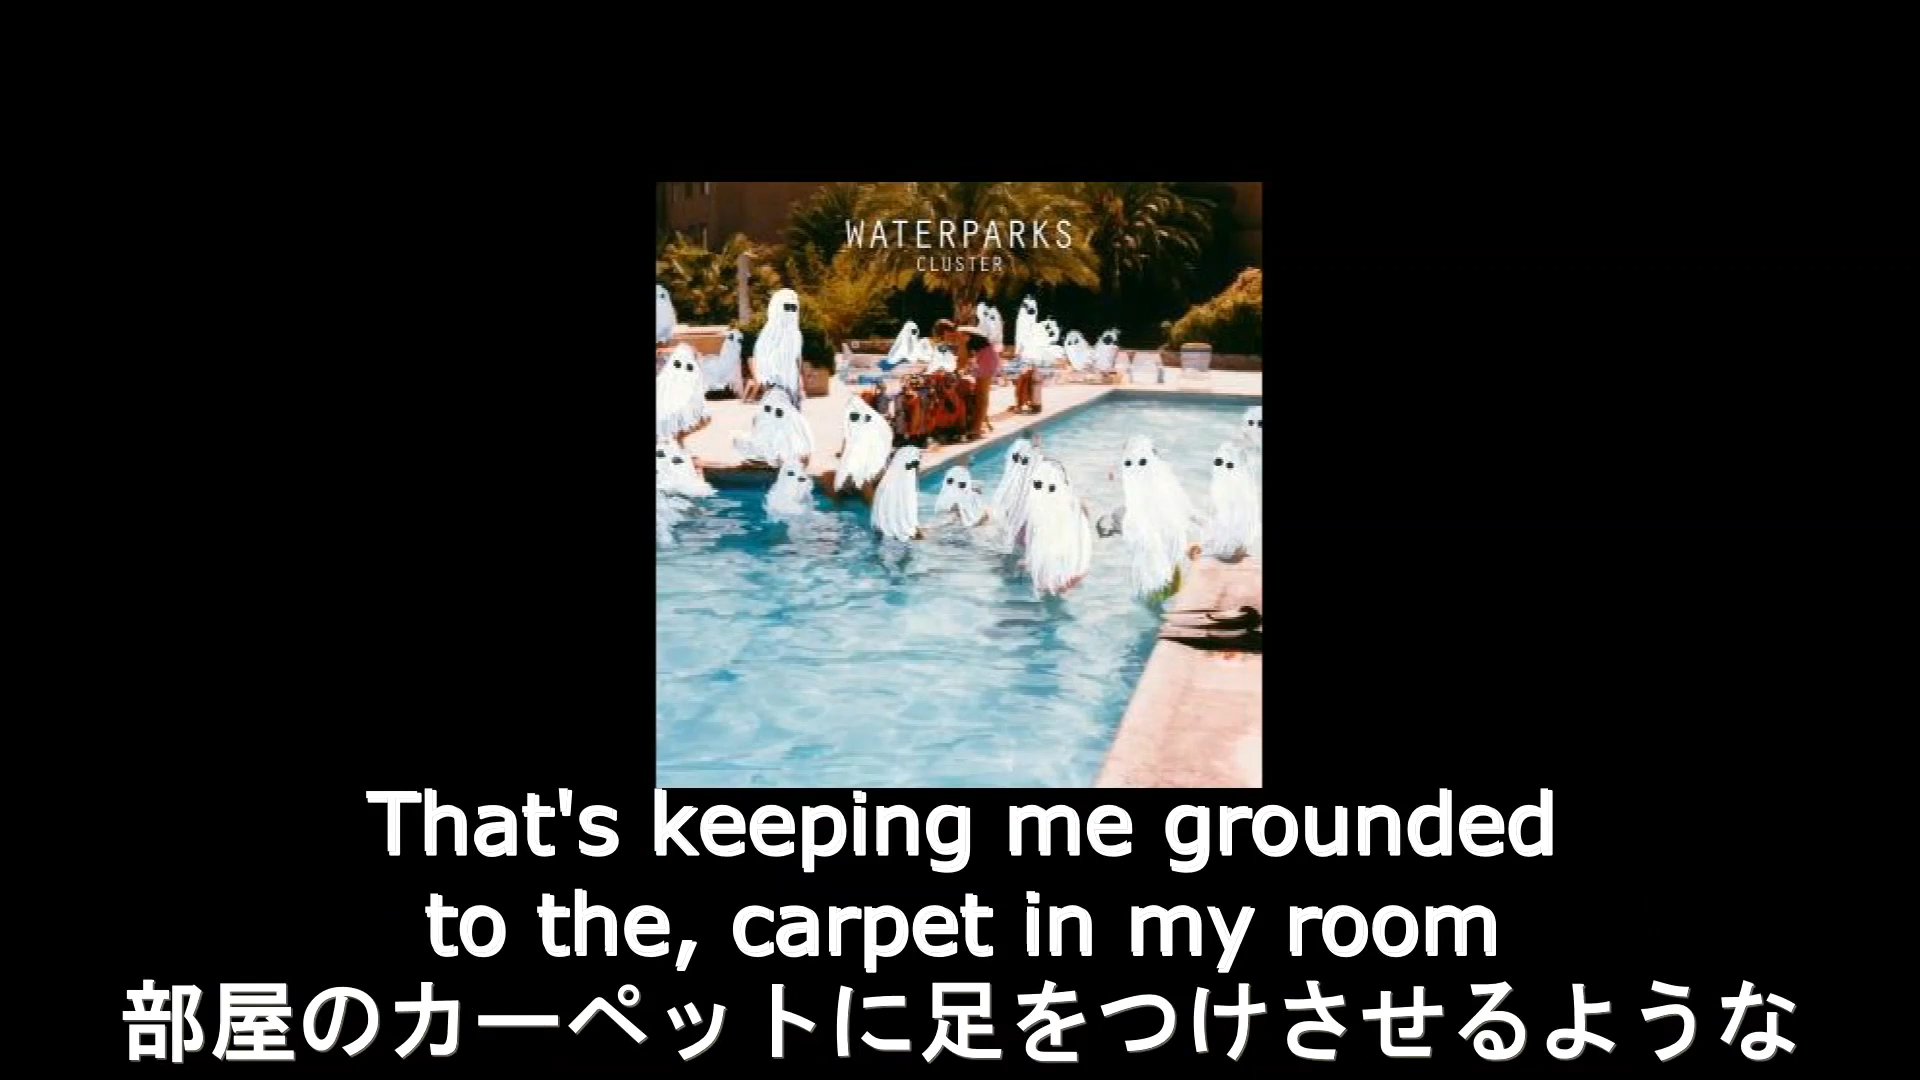 WATERPARKS
CLUSTER
That's keeping me grounded
to the, carpet in my room
部屋のカーペットに足をつけさせるような